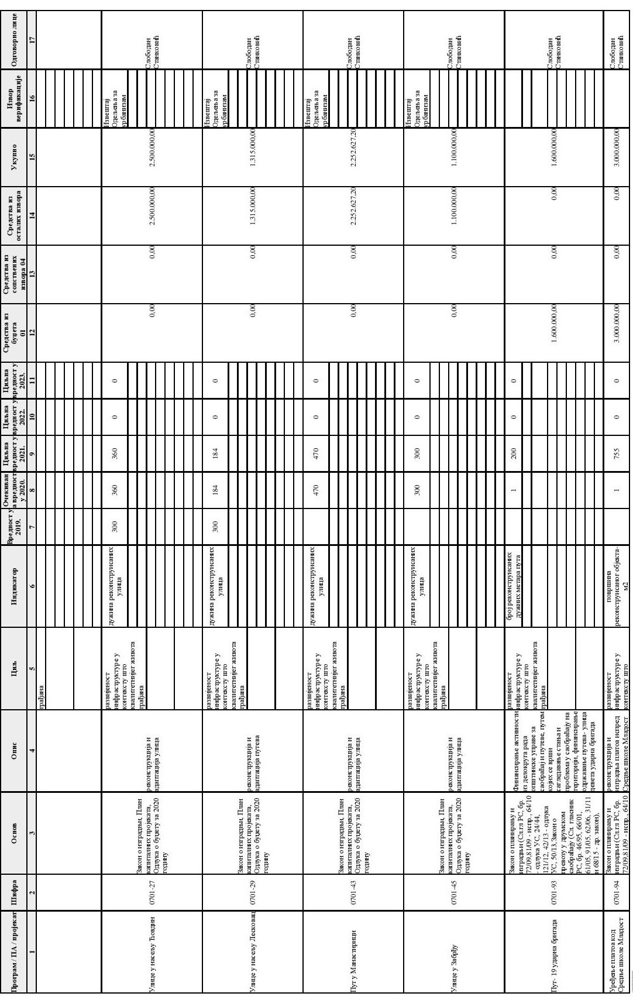 Програм / ПА / пројекат
Шифра
Основ
Опис
Циљ
Индикатор
Вредност у
2019.
Очекиван
а вредност
у 2020.
Циљна
вредност у
2021.
Циљна
вредност у
2022.
Циљна
вредност у
2023.
Средства из
буџета
01
Средства из
сопствених
извора 04
Средства из
осталих извора
Укупно
Извор
верификације
Одговорно лице
1
2
3
4
5
6
7
8
9
10
11
12
13
14
15
16
17
грађана
Улице у насељу Ћовдин
0701-27
Закон о изградњи, План
капиталних пројеката,
Одлука о буџету за 2020
годину
реконструкција и
адаптација улица
развијеност
инфраструктуре у
контексту што
квалитетнијег живота
грађана
дужина реконструисаних
улица
300
360
360
0
0
0.00
0.00
2.500.000.00
2.500.000.00
Извештај
Одељења за
урбанизам
Слободан
Станковић
Улице у насељу Лесковац
0701-29
Закон о изградњи, План
капиталних пројеката,
Одлука о буџету за 2020
годину
реконструкција и
адаптација путева
развијеност
инфраструктуре у
контексту што
квалитетнијег живота
грађана
дужина реконструисаних
улица
300
184
184
0
0
0.00
0.00
1.315.000.00
1.315.000.00
Извештај
Одељења за
урбанизам
Слободан
Станковић
Пут у Манастирици
0701-43
Закон о изградњи, План
капиталних пројеката,
Одлука о буџету за 2020
годину
реконструкција и
адаптација улица
развијеност
инфраструктуре у
контексту што
квалитетнијег живота
грађана
дужина реконструисаних
улица
470
470
0
0
0.00
0.00
2.252.627.20
2.252.627.20
Извештај
Одељења за
урбанизам
Слободан
Станковић
Улице у Забрђу
0701-45
Закон о изградњи, План
капиталних пројеката,
Одлука о буџету за 2020
годину
реконструкција и
адаптација улица
развијеност
инфраструктуре у
контексту што
квалитетнијег живота
грађана
дужина реконструисаних
улица
300
300
0
0
0.00
0.00
1.100.000.00
1.100.000.00
Извештај
Одељења за
урбанизам
Слободан
Станковић
Пут- 19 ударна бригада
0701-93
Закон о планирању и
изградњи (Сл.гл РС, бр.
72/09,81/09 - испр., 64/10
- одлука УС, 24/44,
121/12, 42/13 - одлука
УС, 50/13,Закон о
превозу у друмском
саобраћају (Сл. гласник
РС, бр. 46/95, 66/01,
61/05, 91/05, 62/06, 31/11
и 68/15 - др. закон),
Финансирање активности
из делокруга рада
општинске управе за
саобраћај и путеве, путем
којих се врши
сагледавање стања и
проблема у саобраћају на
територији, финансирање
одржавање путева- улица
девета ударна бригада
развијеност
инфраструктуре у
контексту што
квалитетнијег живота
грађана
број реконструисаних
дужних метара пута
1
200
0
0
1.600.000.00
0.00
0.00
1.600.000.00
Слободан
Станковић
Уређење платоа код
Средње школе Младост
0701-94
Закон о планирању и
изградњи (Сл.гл РС, бр.
72/09,81/09 - испр., 64/10
реконструкција и
изградња платоа испред
Средње школе Младост
развијеност
инфраструктуре у
контексту што
површина
реконструисаног објекта-
м2
1
755
0
0
3.000.000.00
0.00
0.00
3.000.000.00
Слободан
Станковић